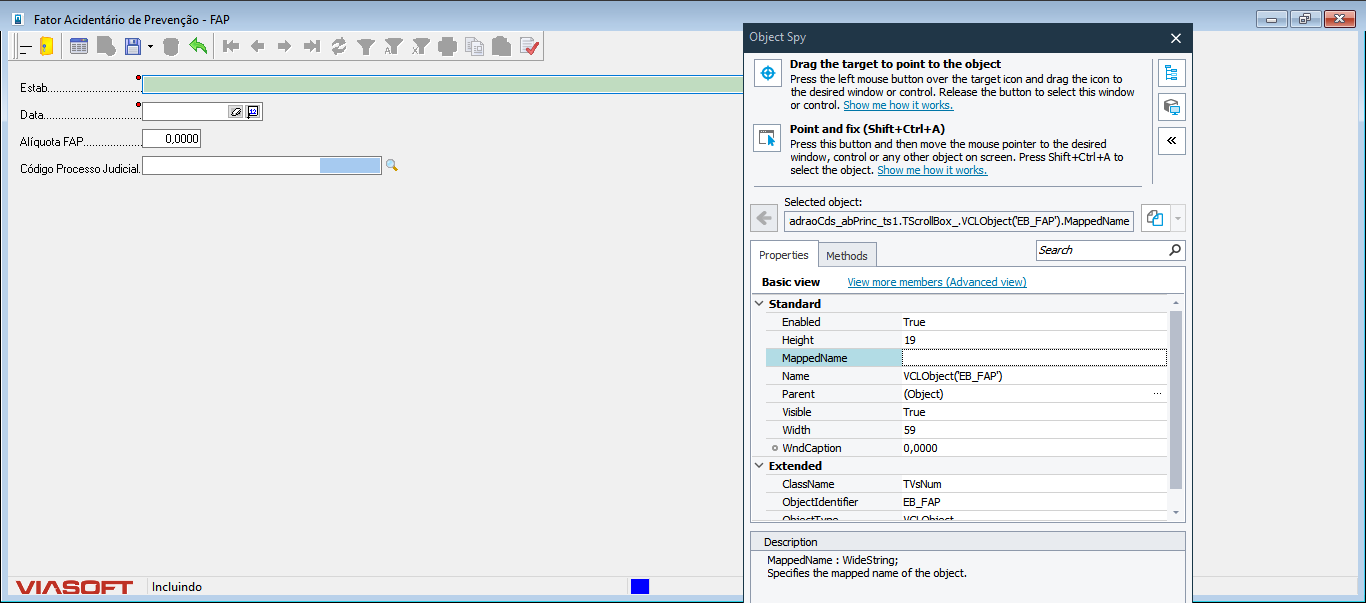 Fator Acidentário de Prevenção - FAP
Estab.
Data
Alíquota FAP
0,0000
Código Processo Judicial.
VIASOFT
Incluindo
Object Spy
Drag the target to point to the object
Press the left mouse button over the target icon and drag the icon to
the desired window or control. Release the button to select this window
or control. Show me how it works.
Point and fix (Shift+Ctrl+A)
Press this button and then move the mouse pointer to the desired
window, control or any other object on screen. Press Shift+Ctrl+A to
select the object. Show me how it works.
Selected object:
adraoCds_abPrinc_ts1.TScrollBox_.VCLObject('EB_FAP').MappedName
Properties
Methods
Search
Basic view View more members (Advanced view)
Standard
Enabled True
Height 19
MappedName
Name VCLObject('EB_FAP')
Parent (Object) ...
Visible True
Width 59
WndCaption 0,0000
Extended
ClassName TVsNum
ObjectIdentifier EB_FAP
ObjectType VCLObject
Description
MappedName : WideString;
Specifies the mapped name of the object.